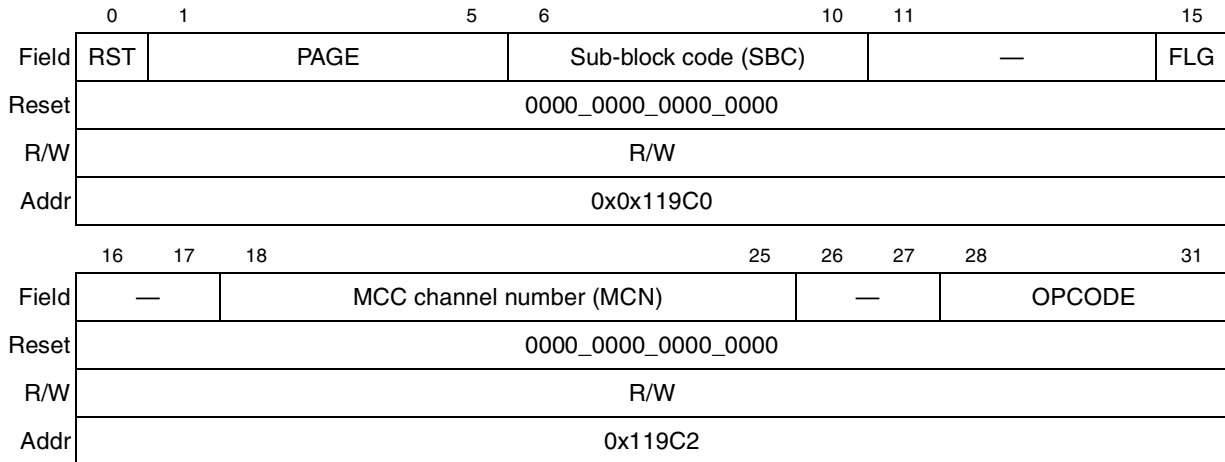 0 1 5 6 10 11 15
Field RST PAGE Sub-block code (SBC) — FLG
Reset 0000_0000_0000_0000
R/W R/W
Addr 0x0x119C0
16 17 18 25 26 27 28 31
Field — MCC channel number (MCN) — OPCODE
Reset 0000_0000_0000_0000
R/W R/W
Addr 0x119C2